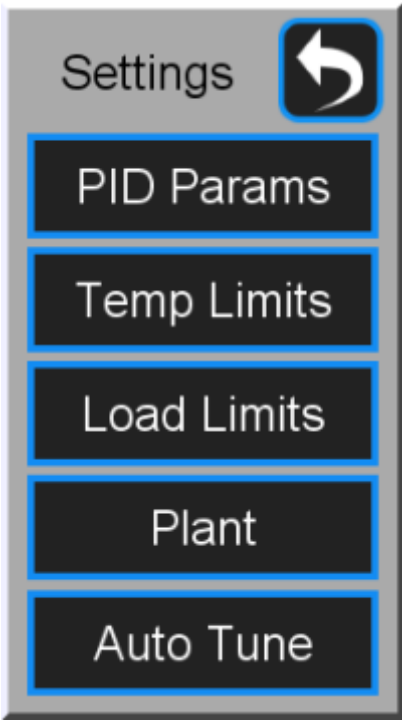 Settings
PID Params
Temp Limits
Load Limits
Plant
Auto Tune